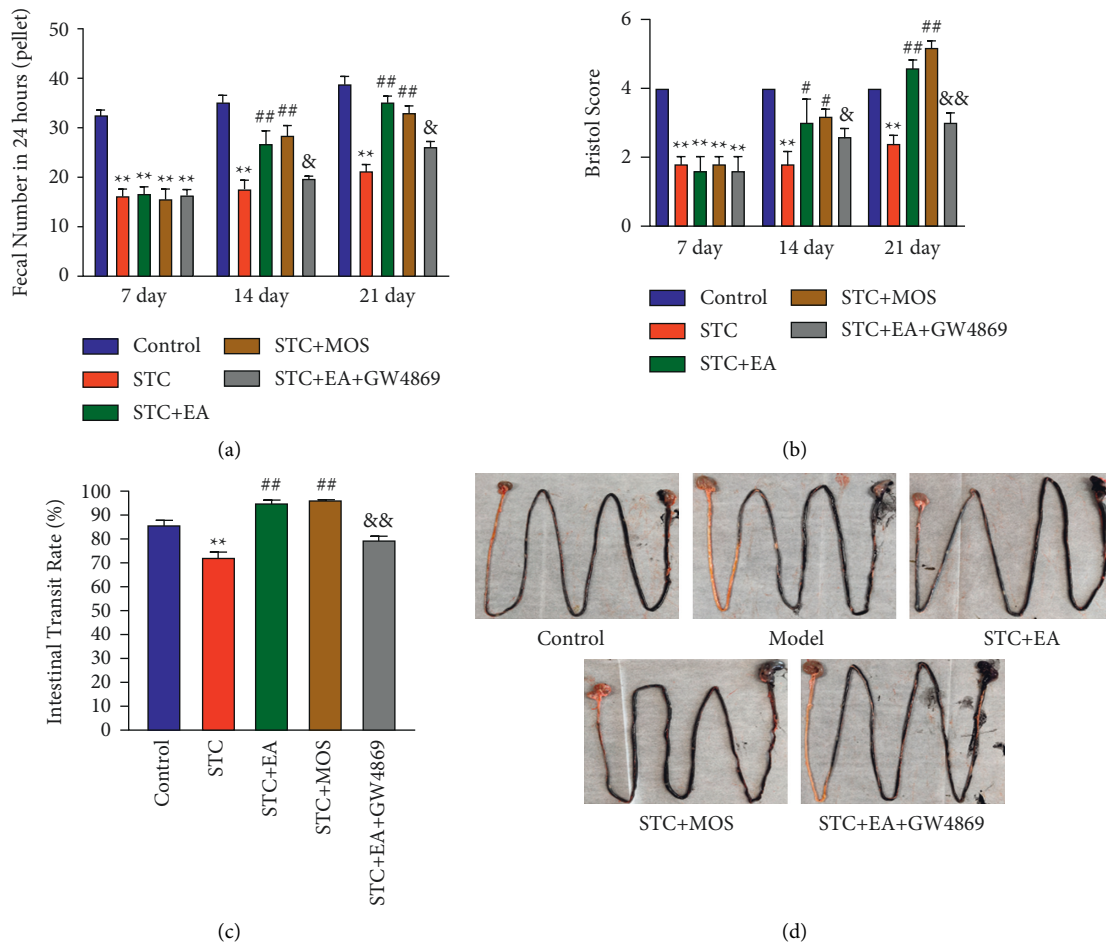 (a)
Fecal Number in 24 hours (pellet)
50
40
30
20
10
0
** ** ** **
** ## ## &
** ## ## &
7 day 14 day 21 day
Control
STC
STC+EA
STC+MOS
STC+EA+GW4869
(b)
Bristol Score
6
4
2
0
** ** ** **
** # # &
** ## ## &&
7 day 14 day 21 day
Control
STC
STC+EA
STC+MOS
STC+EA+GW4869
(c)
Intestinal Transit Rate (%)
100
90
80
70
60
50
40
30
20
10
0
** ## ## &&
Control
STC
STC+EA
STC+MOS
STC+EA+GW4869
Control Model STC+EA
STC+MOS STC+EA+GW4869
(d)